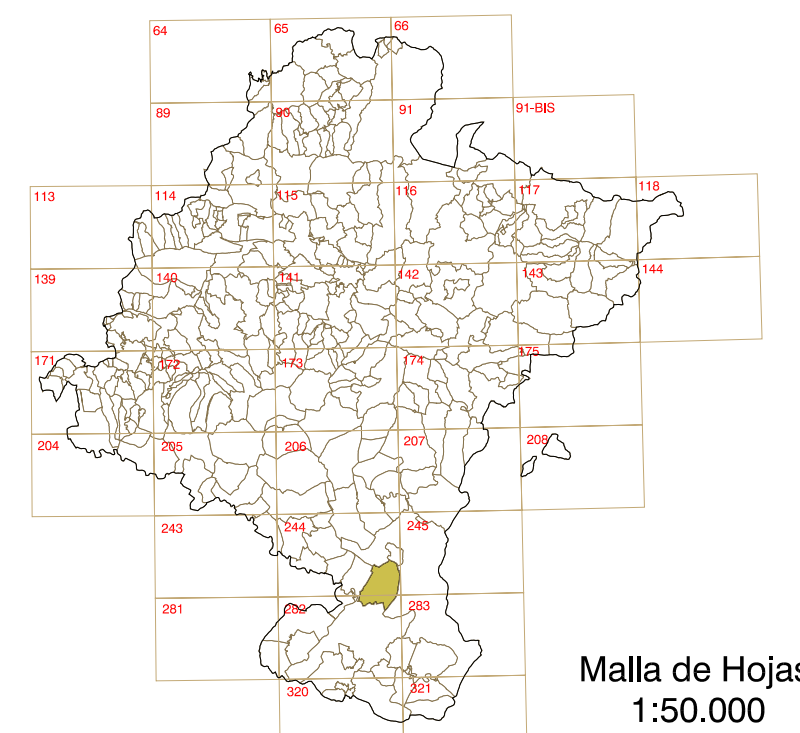 64 65 66
89 90 91 91-BIS
113 114 115 116 117 118
139 140 141 142 143 144
171 172 173 174 175
204 205 206 207 208
243 244 245
281 282 283
320 321
Malla de Hojas
1:50.000